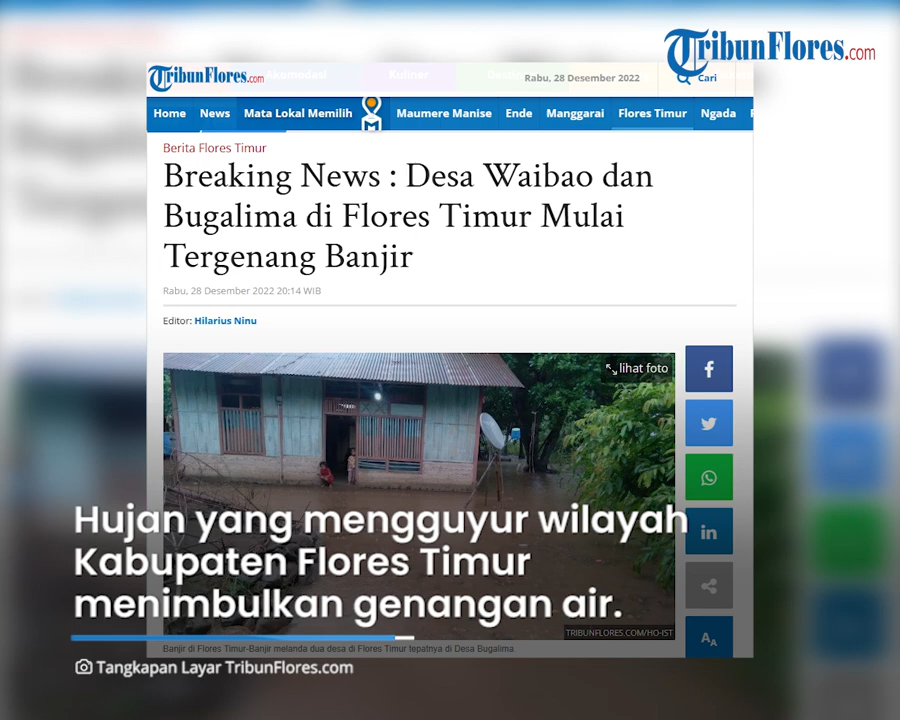 TribunFlores.com
TribunFlores.com
Akomodasi
Kuliner
Rabu, 28 Desember 2022
Cari
Home News Mata Lokal Memilih Maumere Manise Ende Manggarai Flores Timur Ngada
Berita Flores Timur
Breaking News : Desa Waibao dan
Bugalima di Flores Timur Mulai
Tergenang Banjir
Rabu, 28 Desember 2022 20:14 WIB
Editor: Hilarius Ninu
lihat foto
Hujan yang mengguyur wilayah
Kabupaten Flores Timur
menimbulkan genangan air.
TRIBUNFLORES.COM/HO-IST
Banjir di Flores Timur-Banjir melanda dua desa di Flores Timur tepatnya di Desa Bugalima.
Tangkapan Layar TribunFlores.com